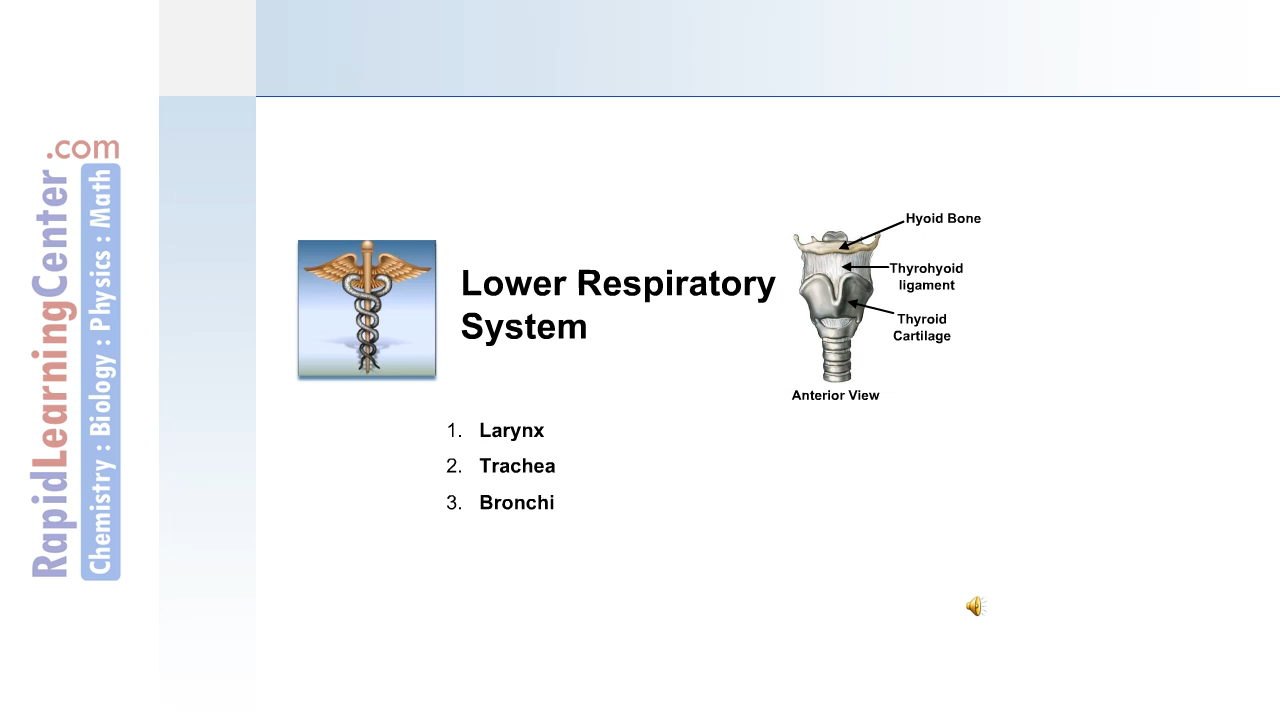 RapidLearningCenter.com
Chemistry : Biology : Physics : Math
Lower Respiratory
System
Hyoid Bone
Thyrohyoid
ligament
Thyroid
Cartilage
Anterior View
1. Larynx
2. Trachea
3. Bronchi